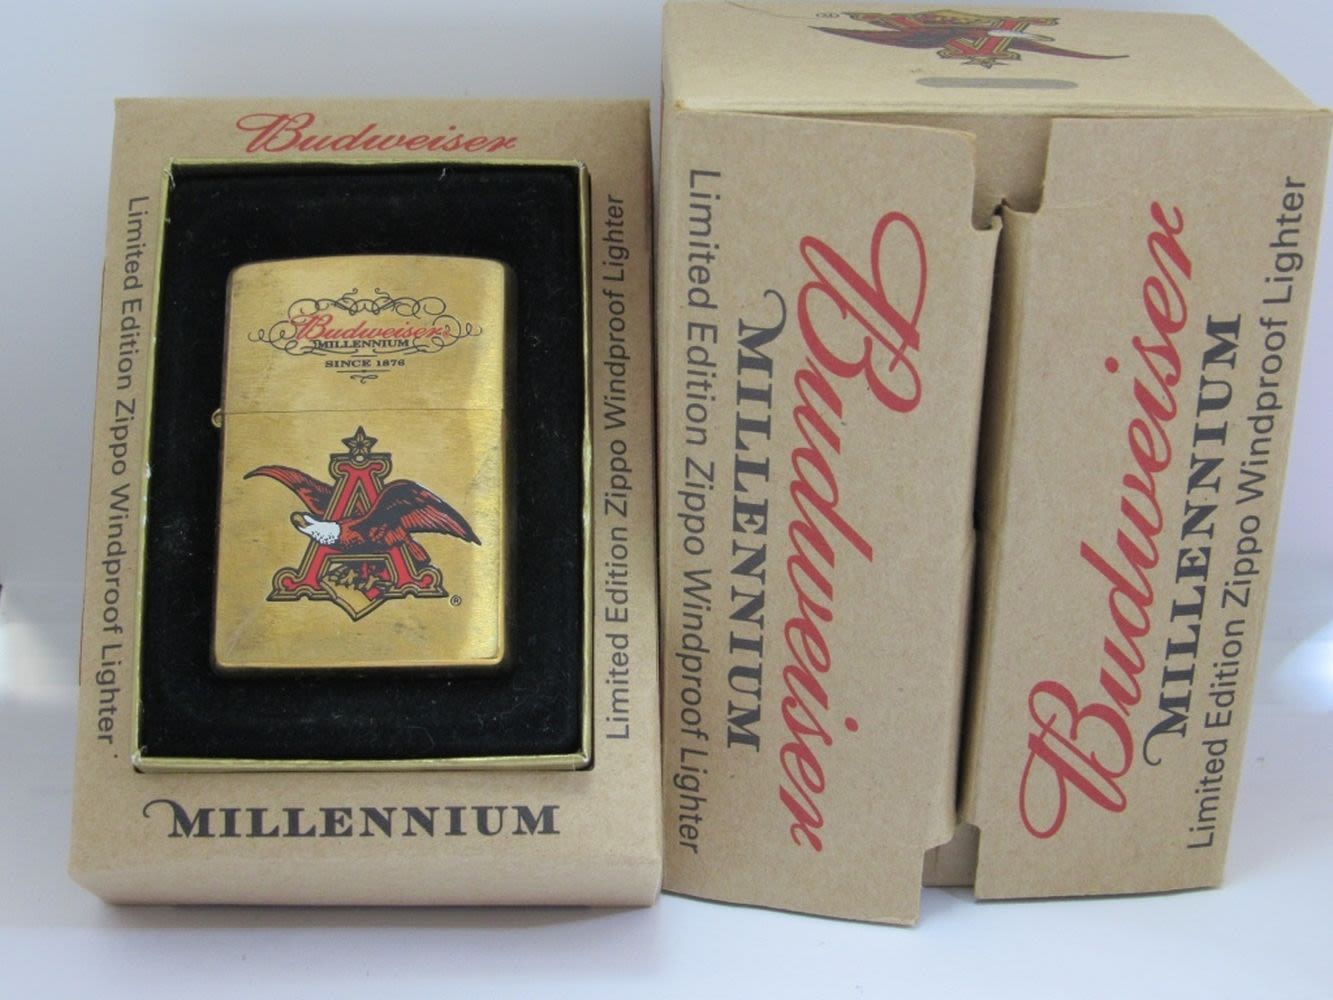 Budweiser
Limited Edition Zippo Windproof Lighter
Limited Edition Zippo Windproof Lighter
Budweiser®
MILLENNIUM
SINCE 1876
A
®
MILLENNIUM
A
®
Budweiser
MILLENNIUM
Limited Edition Zippo Windproof Lighter
Budweiser
MILLENNIUM
Limited Edition Zippo Windproof Lighter